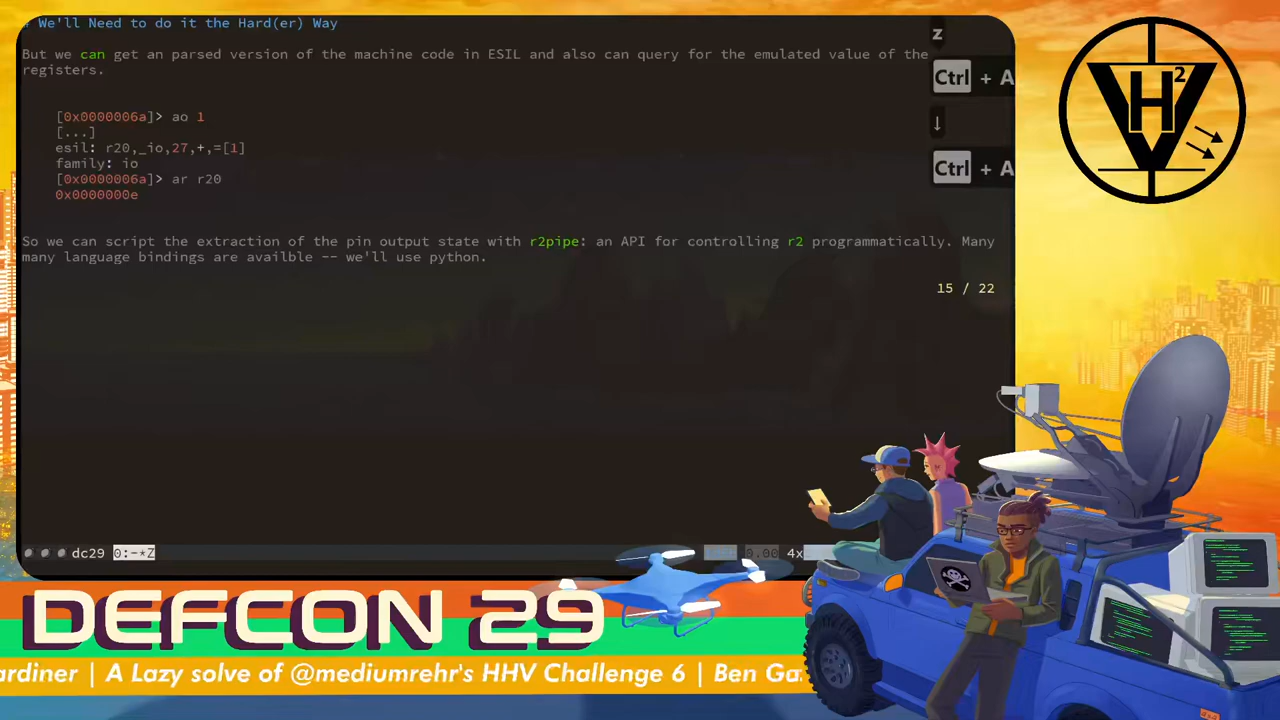 We'll Need to do it the Hard(er) Way
But we can get an parsed version of the machine code in ESIL and also can query for the emulated value of the
registers.
[0x0000006a]> ao 1
[...]
esil: r20,_io,27,+,=[1]
family: io
[0x0000006a]> ar r20
0x0000000e
So we can script the extraction of the pin output state with r2pipe: an API for controlling r2 programmatically. Many
many language bindings are availble -- we'll use python.
15 / 22
z
Ctrl + A
↓
Ctrl + A
dc29 0:-*Z
0.00 4x
H2V
DEFCON 29
ardiner | A Lazy solve of @mediumrehr's HHV Challenge 6 | Ben Ga